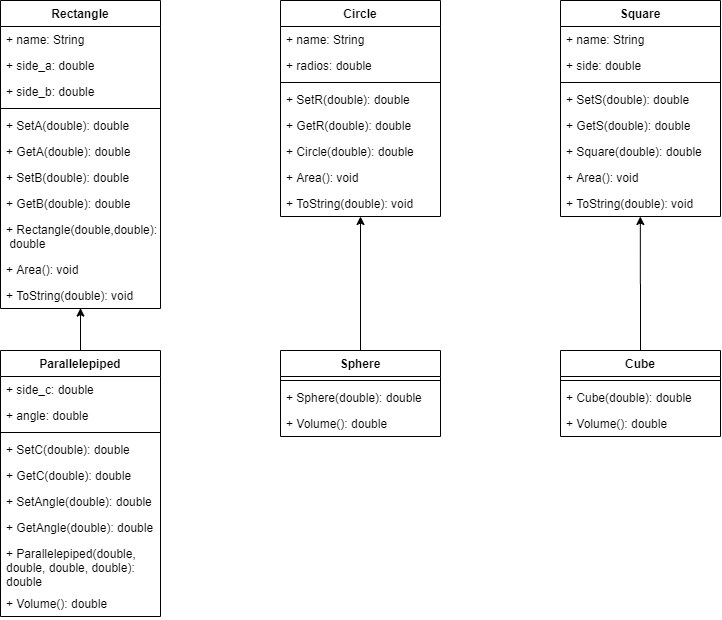 Rectangle
+ name: String
+ side_a: double
+ side_b: double
+ SetA(double): double
+ GetA(double): double
+ SetB(double): double
+ GetB(double): double
+ Rectangle(double,double):
double
+ Area(): void
+ ToString(double): void
Circle
+ name: String
+ radios: double
+ SetR(double): double
+ GetR(double): double
+ Circle(double): double
+ Area(): void
+ ToString(double): void
Square
+ name: String
+ side: double
+ SetS(double): double
+ GetS(double): double
+ Square(double): double
+ Area(): void
+ ToString(double): void
Parallelepiped
+ side_c: double
+ angle: double
+ SetC(double): double
+ GetC(double): double
+ SetAngle(double): double
+ GetAngle(double): double
+ Parallelepiped(double,
double, double, double):
double
+ Volume(): double
Sphere
+ Sphere(double): double
+ Volume(): double
Cube
+ Cube(double): double
+ Volume(): double